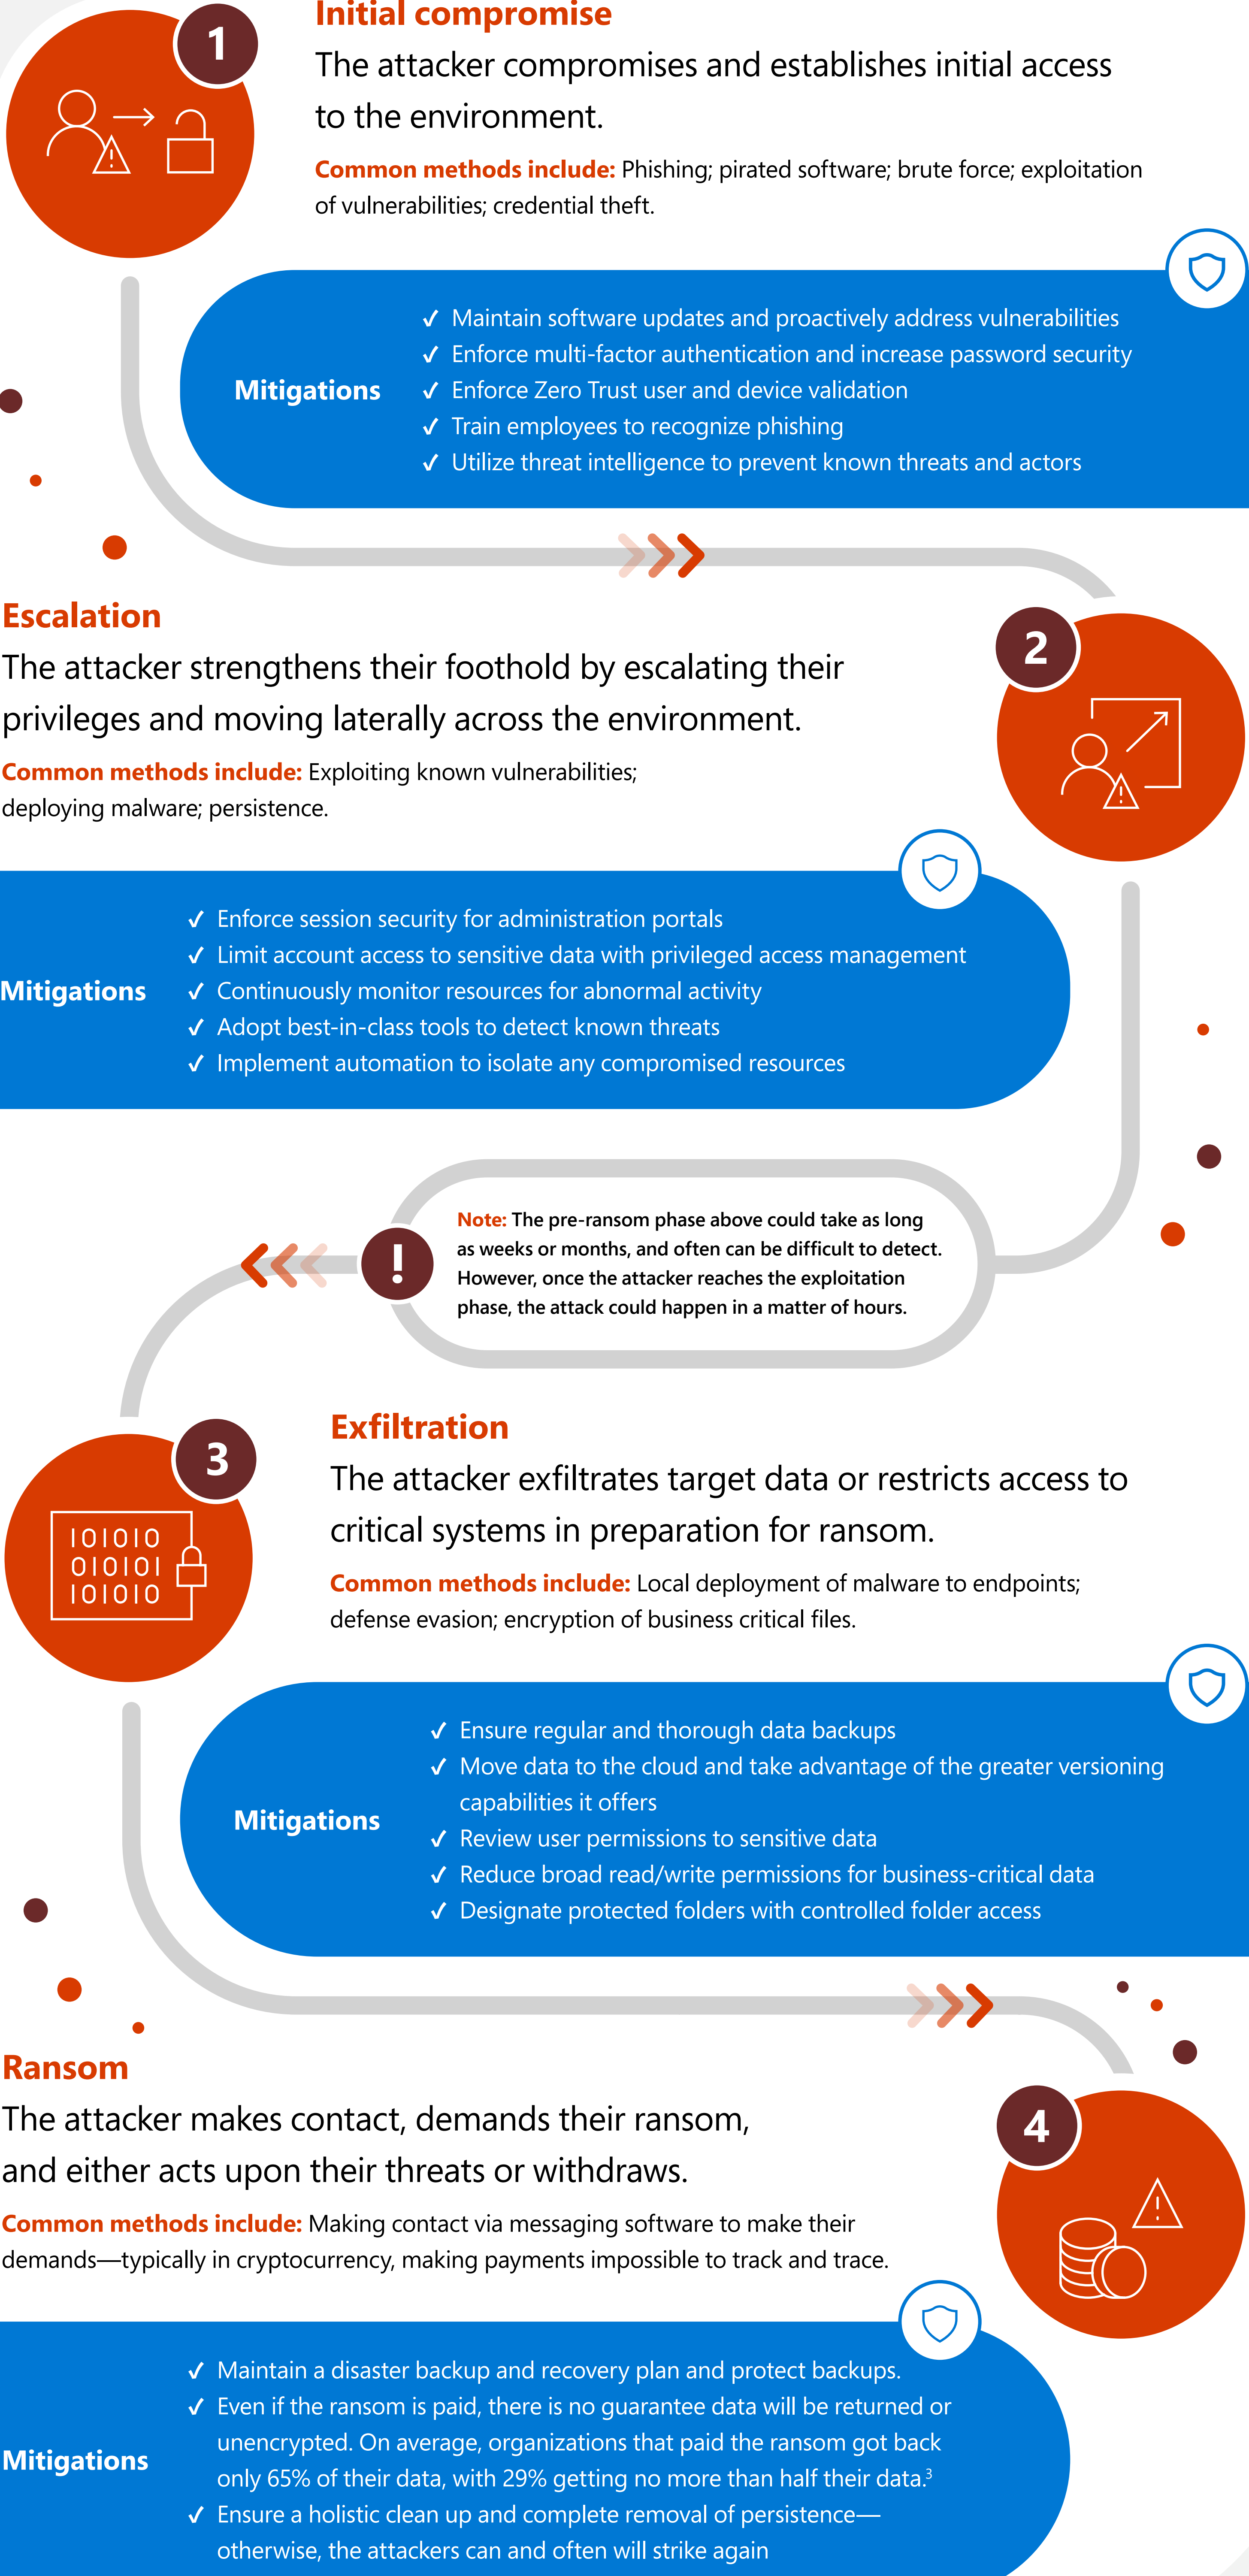 1
Initial compromise
The attacker compromises and establishes initial access
to the environment.
Common methods include: Phishing; pirated software; brute force; exploitation
of vulnerabilities; credential theft.
Mitigations
✓ Maintain software updates and proactively address vulnerabilities
✓ Enforce multi-factor authentication and increase password security
✓ Enforce Zero Trust user and device validation
✓ Train employees to recognize phishing
✓ Utilize threat intelligence to prevent known threats and actors
2
Escalation
The attacker strengthens their foothold by escalating their
privileges and moving laterally across the environment.
Common methods include: Exploiting known vulnerabilities;
deploying malware; persistence.
Mitigations
✓ Enforce session security for administration portals
✓ Limit account access to sensitive data with privileged access management
✓ Continuously monitor resources for abnormal activity
✓ Adopt best-in-class tools to detect known threats
✓ Implement automation to isolate any compromised resources
!
Note: The pre-ransom phase above could take as long
as weeks or months, and often can be difficult to detect.
However, once the attacker reaches the exploitation
phase, the attack could happen in a matter of hours.
3
101010
010101
101010
Exfiltration
The attacker exfiltrates target data or restricts access to
critical systems in preparation for ransom.
Common methods include: Local deployment of malware to endpoints;
defense evasion; encryption of business critical files.
Mitigations
✓ Ensure regular and thorough data backups
✓ Move data to the cloud and take advantage of the greater versioning
capabilities it offers
✓ Review user permissions to sensitive data
✓ Reduce broad read/write permissions for business-critical data
✓ Designate protected folders with controlled folder access
4
Ransom
The attacker makes contact, demands their ransom,
and either acts upon their threats or withdraws.
Common methods include: Making contact via messaging software to make their
demands—typically in cryptocurrency, making payments impossible to track and trace.
Mitigations
✓ Maintain a disaster backup and recovery plan and protect backups.
✓ Even if the ransom is paid, there is no guarantee data will be returned or
unencrypted. On average, organizations that paid the ransom got back
only 65% of their data, with 29% getting no more than half their data.³
✓ Ensure a holistic clean up and complete removal of persistence—
otherwise, the attackers can and often will strike again